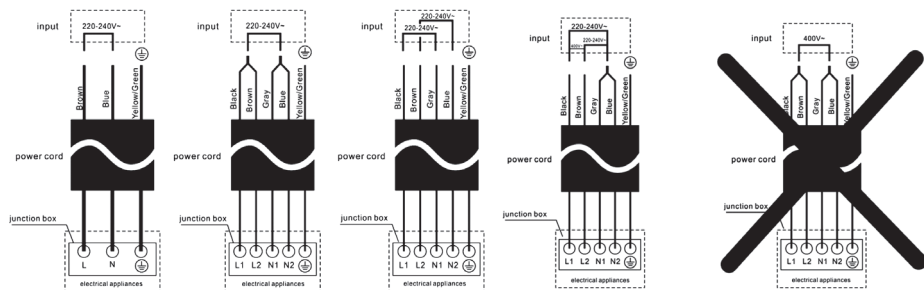 input
220-240V~
Brown
Blue
Yellow/Green
power cord
junction box
L
N
electrical appliances
input
220-240V~
Black
Brown
Gray
Blue
Yellow/Green
power cord
junction box
L1
L2
N1
N2
electrical appliances
input
220-240V~
220-240V~
Black
Brown
Gray
Blue
Yellow/Green
power cord
junction box
L1
L2
N1
N2
electrical appliances
input
220-240V~
400V~
220-240V~
Black
Brown
Gray
Blue
Yellow/Green
power cord
junction box
L1
L2
N1
N2
electrical appliances
input
400V~
Black
Brown
Gray
Blue
Yellow/Green
power cord
junction box
L1
L2
N1
N2
electrical appliances